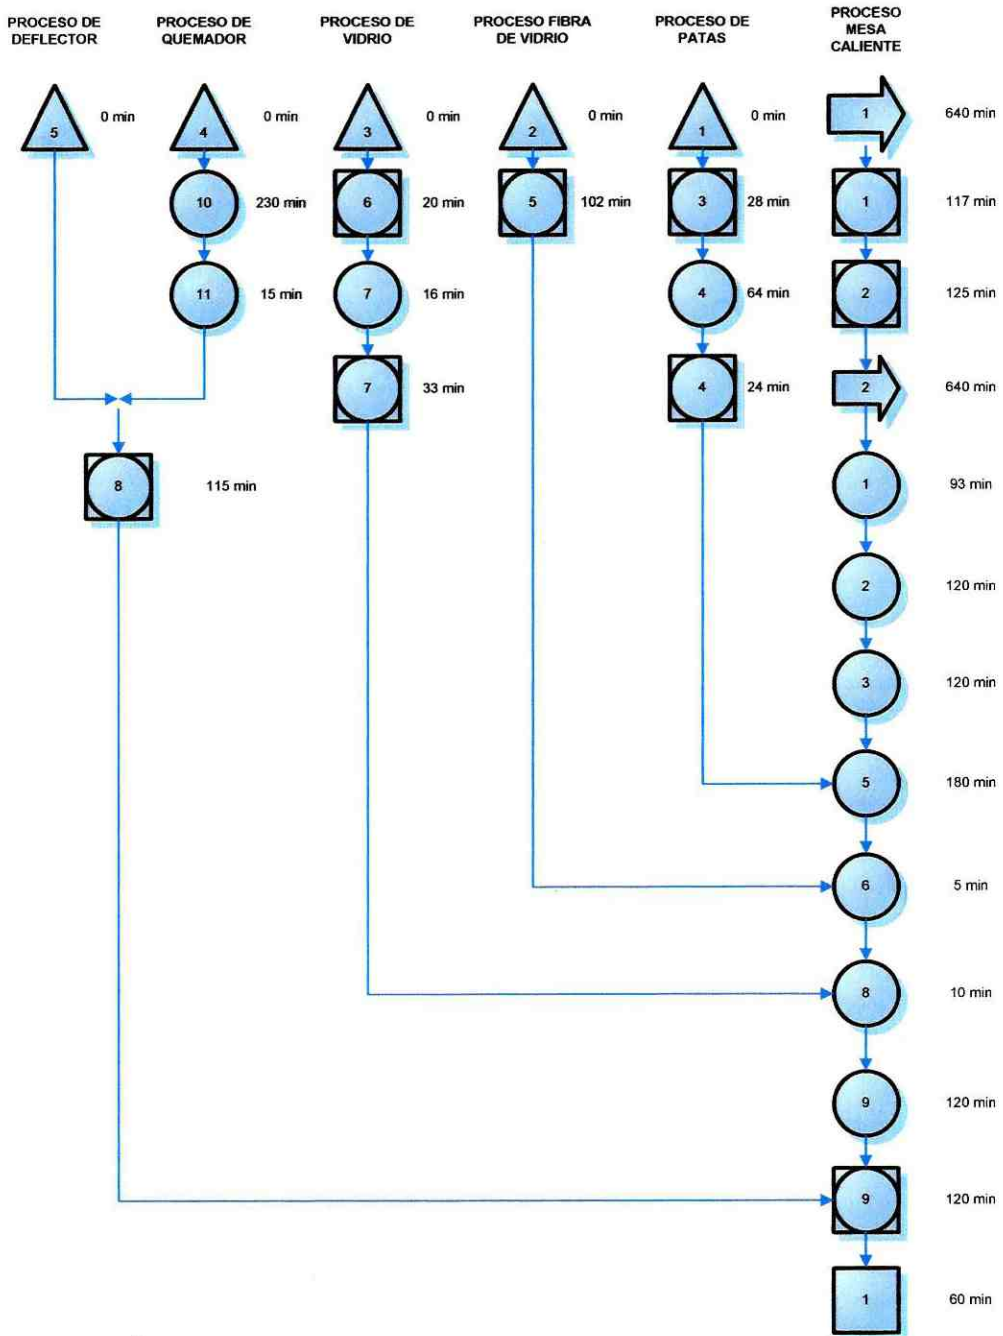 PROCESO DE
DEFLECTOR
PROCESO DE
QUEMADOR
PROCESO DE
VIDRIO
PROCESO FIBRA
DE VIDRIO
PROCESO DE
PATAS
PROCESO
MESA
CALIENTE
5 0 min 4 0 min 3 0 min 2 0 min 1 0 min 1 640 min
10 230 min 6 20 min 5 102 min 3 28 min 1 117 min
11 15 min 7 16 min 4 64 min 2 125 min
7 33 min 4 24 min 2 640 min
8 115 min 1 93 min
2 120 min
3 120 min
5 180 min
6 5 min
8 10 min
9 120 min
9 120 min
1 60 min